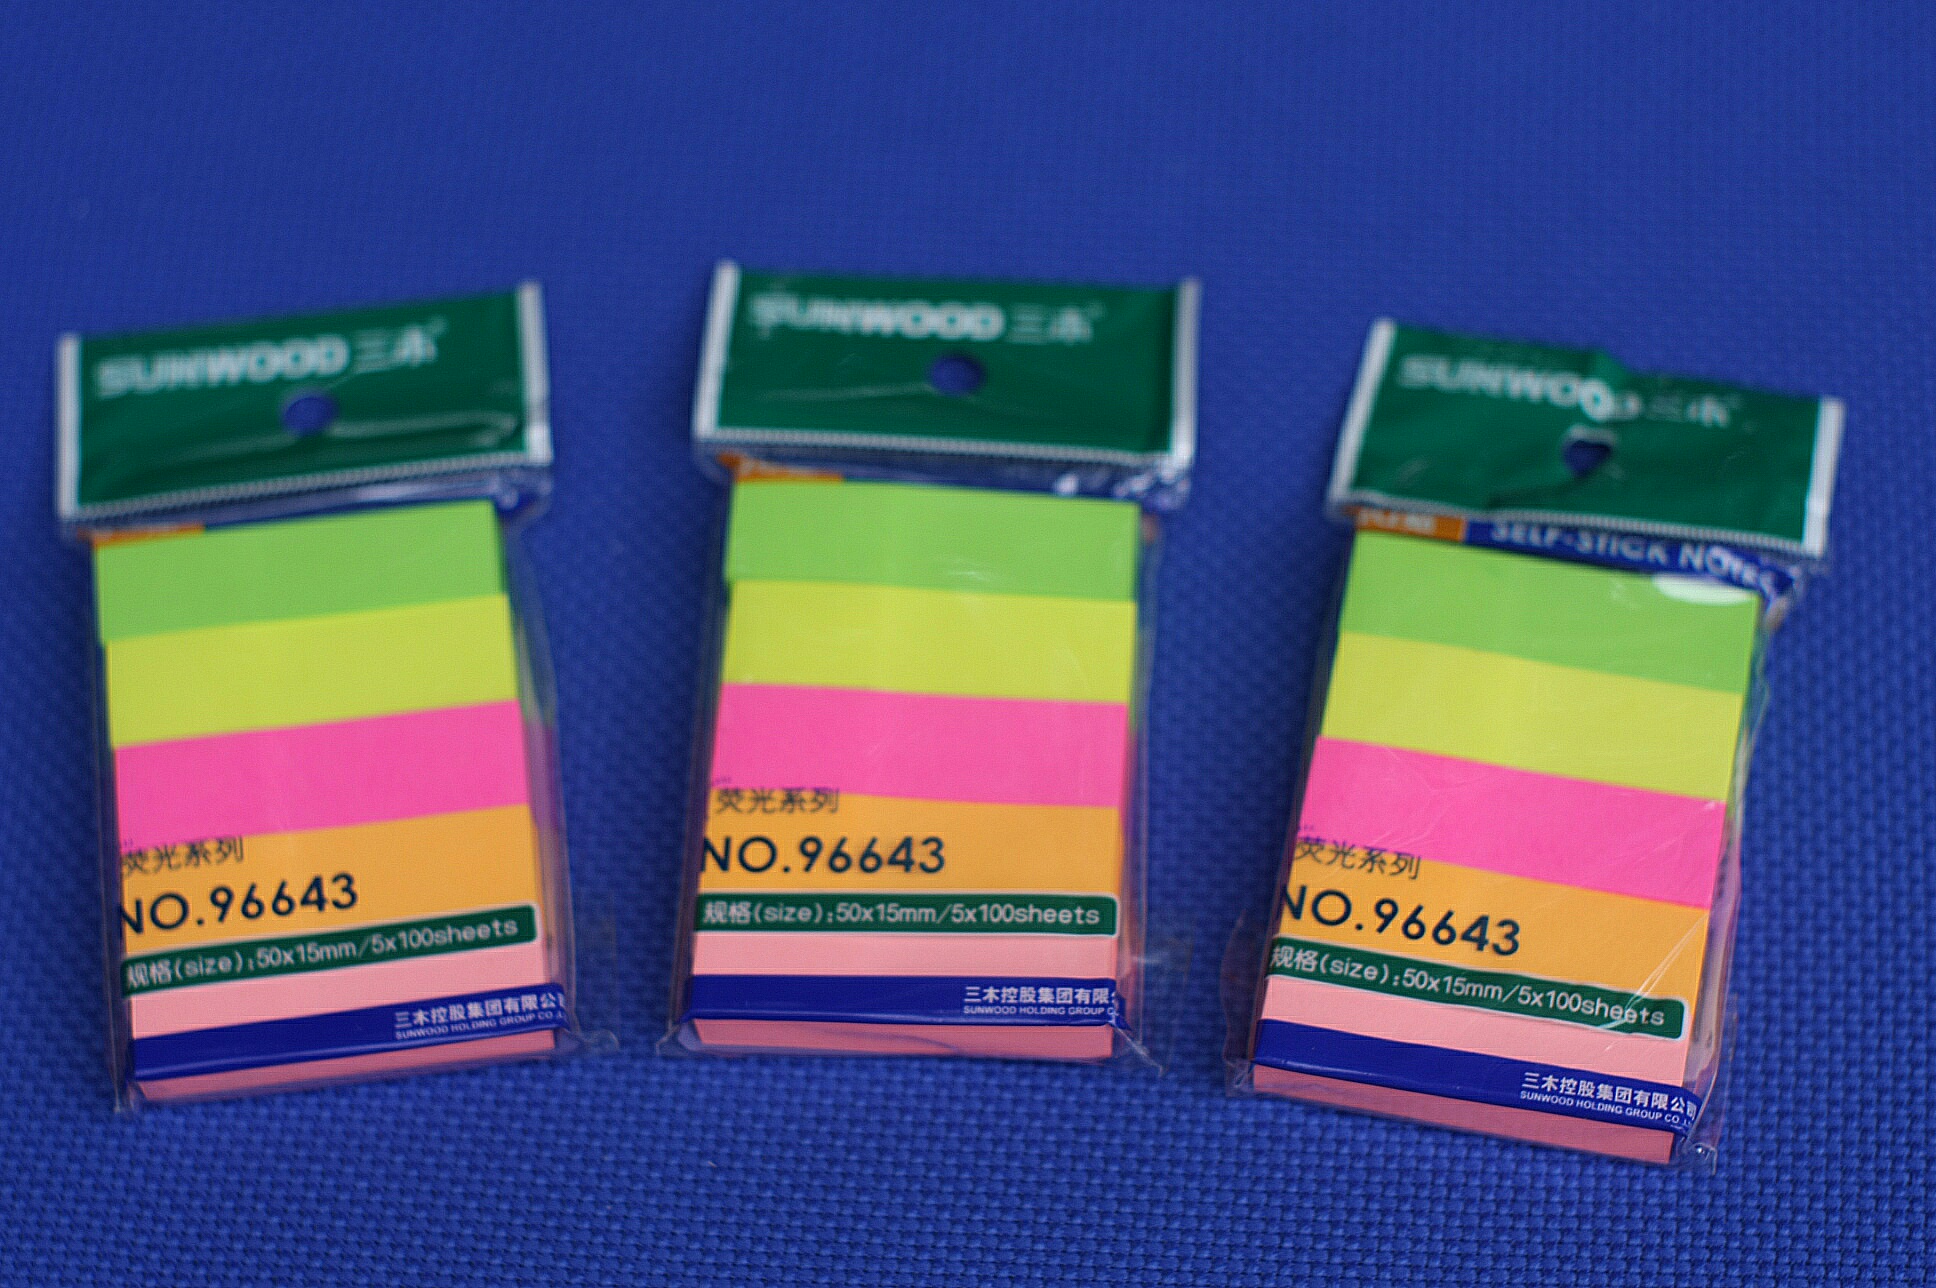 SUNWOOD 三木
荧光系列
NO.96643
规格(size):50x15mm/5x100sheets
三木控股集团有限公司
SUNWOOD HOLDING GROUP CO.,L
SUNWOOD 三木
荧光系列
NO.96643
规格(size):50x15mm/5x100sheets
三木控股集团有限
SUNWOOD HOLDING GROUP C
SUNWOOD 三木
SELF-STICK NOTES
荧光系列
NO.96643
规格(size):50x15mm/5x100sheets
三木控股集团有限公司
SUNWOOD HOLDING GROUP CO.,L